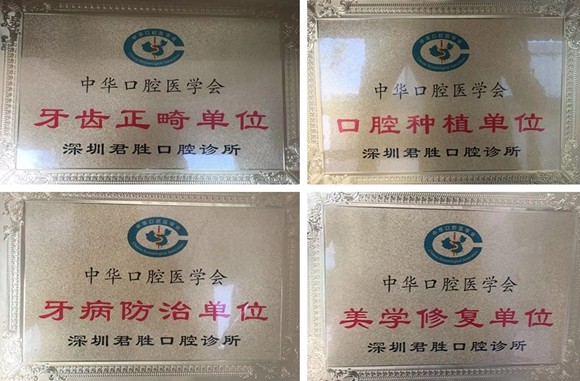 中华口腔医学会
牙齿正畸单位
深圳君胜口腔诊所
中华口腔医学会
口腔种植单位
深圳君胜口腔诊所
中华口腔医学会
牙病防治单位
深圳君胜口腔诊所
中华口腔医学会
美学修复单位
深圳君胜口腔诊所